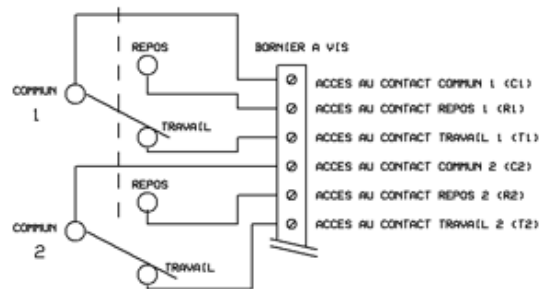 REPOS
BORNIER A VIS
COMMUN
1
TRAVAIL
ACCES AU CONTACT COMMUN 1 (C1)
ACCES AU CONTACT REPOS 1 (R1)
ACCES AU CONTACT TRAVAIL 1 (T1)
ACCES AU CONTACT COMMUN 2 (C2)
ACCES AU CONTACT REPOS 2 (R2)
ACCES AU CONTACT TRAVAIL 2 (T2)
REPOS
COMMUN
2
TRAVAIL